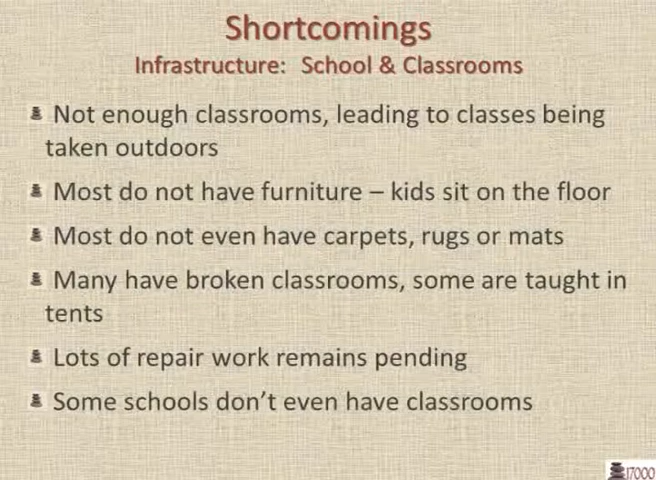 Shortcomings
Infrastructure: School & Classrooms
Not enough classrooms, leading to classes being
taken outdoors
Most do not have furniture – kids sit on the floor
Most do not even have carpets, rugs or mats
Many have broken classrooms, some are taught in
tents
Lots of repair work remains pending
Some schools don't even have classrooms
17000